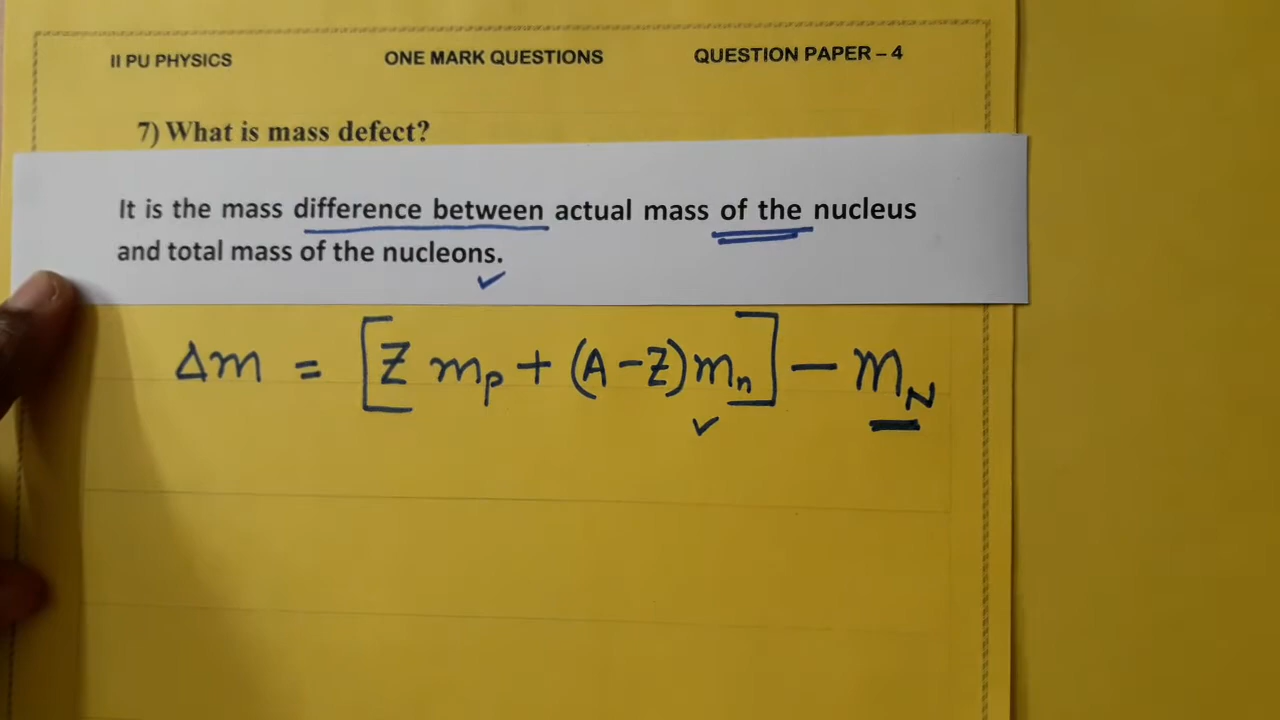 II PU PHYSICS ONE MARK QUESTIONS QUESTION PAPER – 4
7) What is mass defect?
It is the mass difference between actual mass of the nucleus
and total mass of the nucleons.
Δm = [Z mₚ + (A – Z)mₙ] – m_N